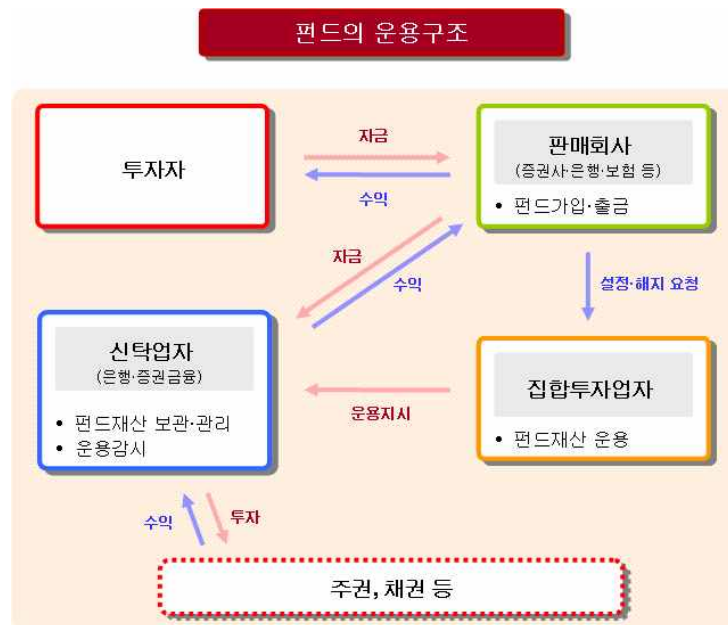 펀드의 운용구조
투자자
자금
수익
판매회사
(증권사·은행·보험 등)
• 펀드가입·출금
자금
수익
설정·해지 요청
신탁업자
(은행·증권금융)
• 펀드재산 보관·관리
• 운용감시
운용지시
집합투자업자
• 펀드재산 운용
수익
투자
주권, 채권 등